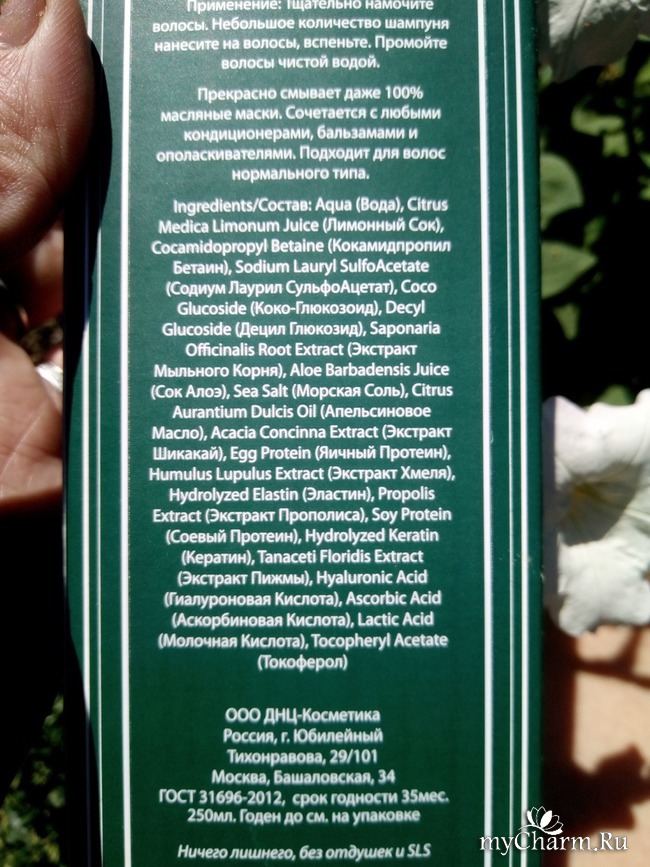 Применение: Тщательно намочите
волосы. Небольшое количество шампуня
нанесите на волосы, вспеньте. Промойте
волосы чистой водой.
Прекрасно смывает даже 100%
масляные маски. Сочетается с любыми
кондиционерами, бальзамами и
ополаскивателями. Подходит для волос
нормального типа.
Ingredients/Состав: Aqua (Вода), Citrus
Medica Limonum Juice (Лимонный Сок),
Cocamidopropyl Betaine (Кокамидпропил
Бетаин), Sodium Lauryl SulfoAcetate
(Содиум Лаурил СульфоАцетат), Coco
Glucoside (Коко-Глюкозоид), Decyl
Glucoside (Децил Глюкозид), Saponaria
Officinalis Root Extract (Экстракт
Мыльного Корня), Aloe Barbadensis Juice
(Сок Алоэ), Sea Salt (Морская Соль), Citrus
Aurantium Dulcis Oil (Апельсиновое
Масло), Acacia Concinna Extract (Экстракт
Шикакай), Egg Protein (Яичный Протеин),
Humulus Lupulus Extract (Экстракт Хмеля),
Hydrolyzed Elastin (Эластин), Propolis
Extract (Экстракт Прополиса), Soy Protein
(Соевый Протеин), Hydrolyzed Keratin
(Кератин), Tanaceti Floridis Extract
(Экстракт Пижмы), Hyaluronic Acid
(Гиалуроновая Кислота), Ascorbic Acid
(Аскорбиновая Кислота), Lactic Acid
(Молочная Кислота), Tocopheryl Acetate
(Токоферол)
ООО ДНЦ-Косметика
Россия, г. Юбилейный
Тихонравова, 29/101
Москва, Башаловская, 34
ГОСТ 31696-2012, срок годности 35мес.
250мл. Годен до см. на упаковке
Ничего лишнего, без отдушек и SLS
myCharm.Ru